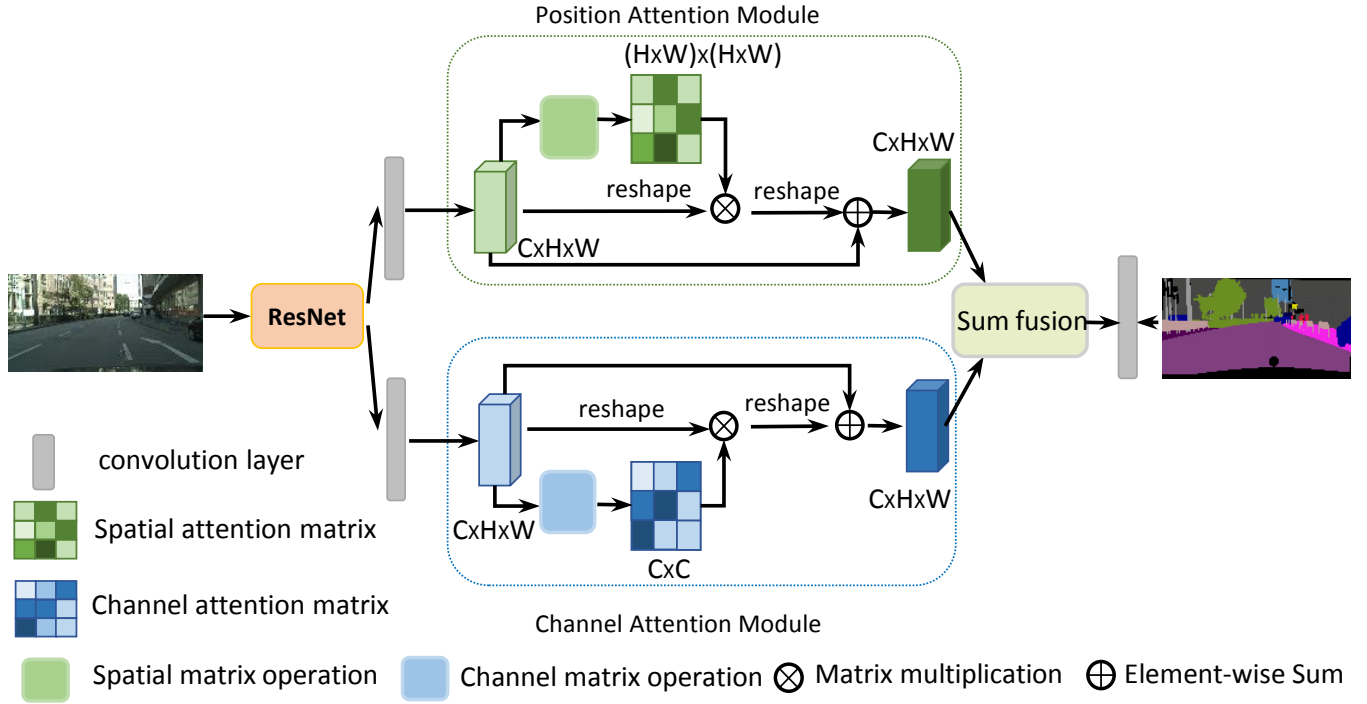 Position Attention Module
(HxW)x(HxW)
CxHxW
reshape
reshape
CxHxW
ResNet
Sum fusion
reshape
reshape
CxHxW
CxHxW
CxC
convolution layer
Spatial attention matrix
Channel attention matrix
Channel Attention Module
Spatial matrix operation
Channel matrix operation
Matrix multiplication
Element-wise Sum